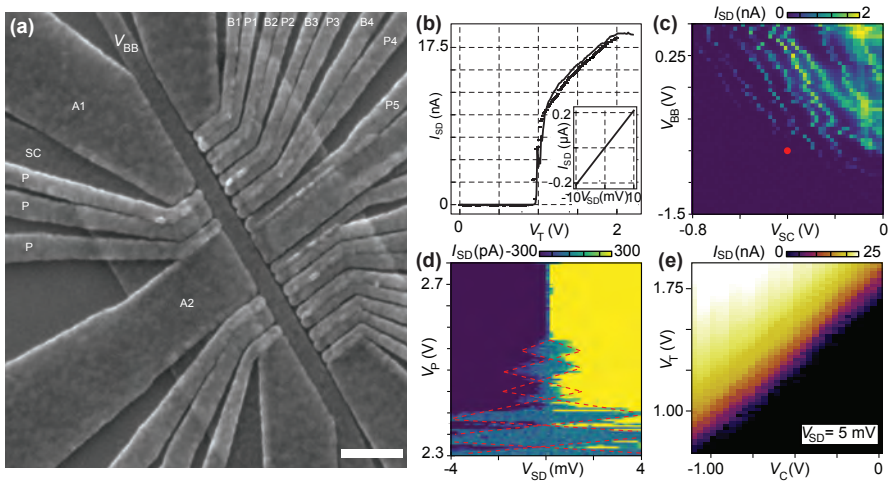 (a)
V_BB
B1 P1 B2 P2 B3 P3 B4
P4
P5
A1
SC
P
P
P
A2
(b)
17.5
I_SD (nA)
0
0 1 2
V_T (V)
0.2
I_SD (µA)
-0.2
-10 V_SD(mV) 10
(c)
I_SD(nA) 0 2
0.25
V_BB (V)
-1.5
-0.8 V_SC(V) 0
(d)
I_SD(pA) -300 300
2.7
V_P (V)
2.3
-4 V_SD(mV) 4
(e)
I_SD(nA) 0 25
1.75
V_T (V)
1.00
V_SD= 5 mV
-1.00 V_C(V) 0